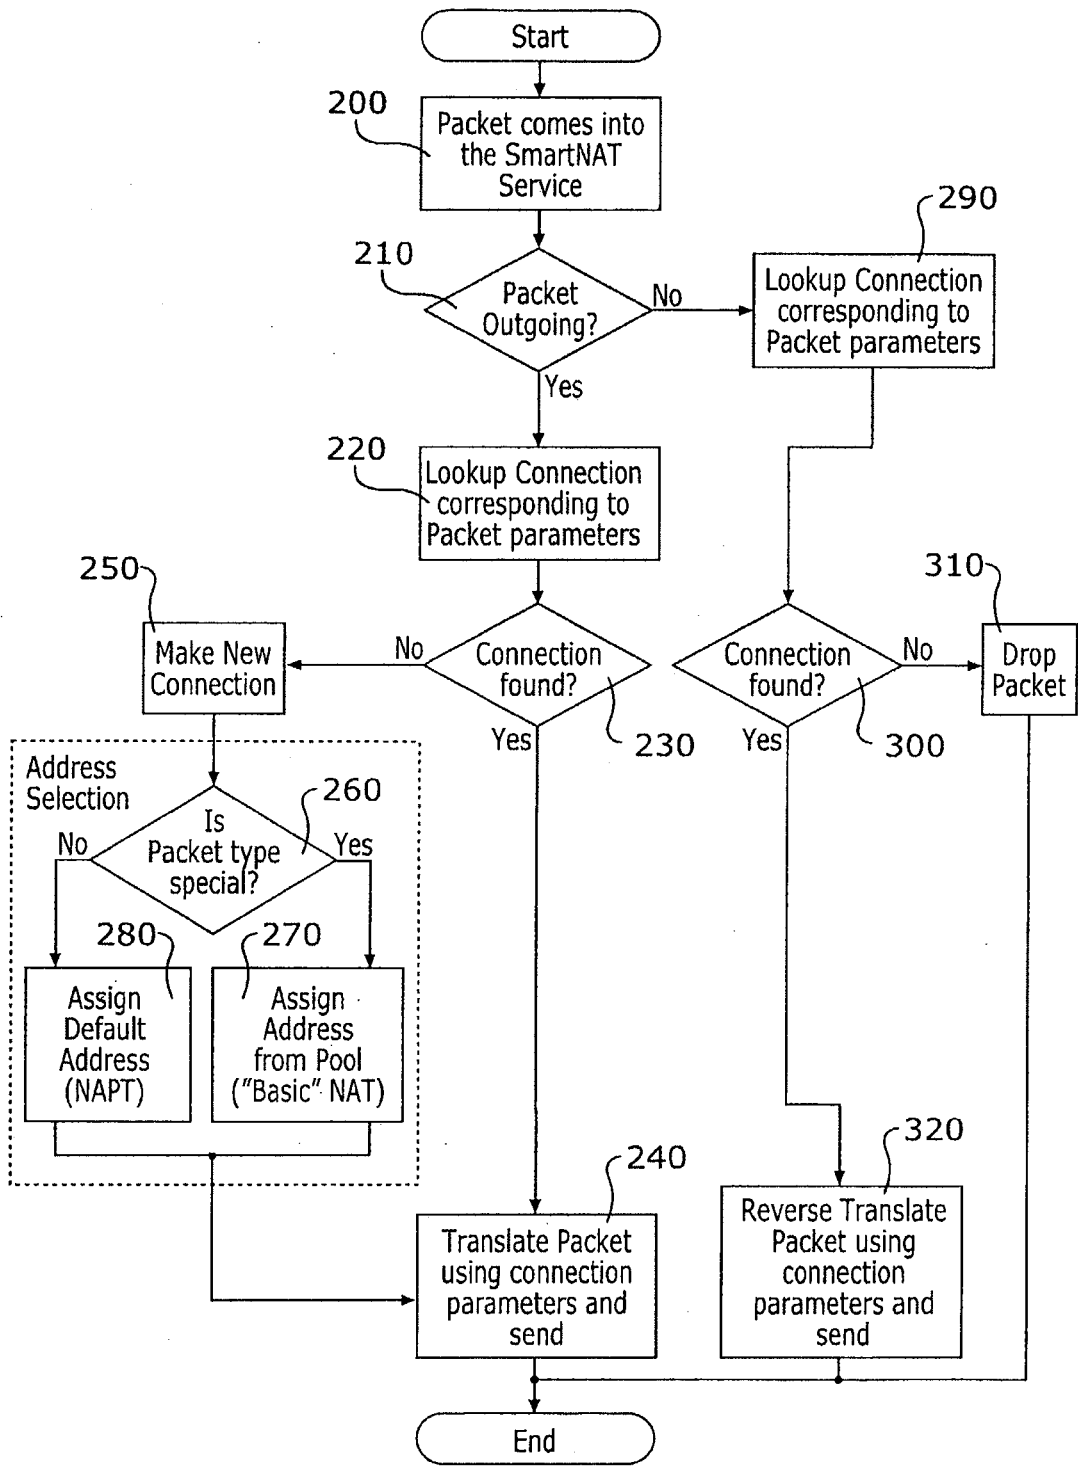 Start
200
Packet comes into
the SmartNAT
Service
290
210
Packet
Outgoing?
No
Lookup Connection
corresponding to
Packet parameters
Yes
220
Lookup Connection
corresponding to
Packet parameters
250
310
Make New
Connection
No
Connection
found?
230
Yes
Connection
found?
300
No
Yes
Drop
Packet
Address
Selection
260
Is
Packet type
special?
No
Yes
280
270
Assign
Default
Address
(NAPT)
Assign
Address
from Pool
("Basic" NAT)
240
320
Translate Packet
using connection
parameters and
send
Reverse Translate
Packet using
connection
parameters and
send
End